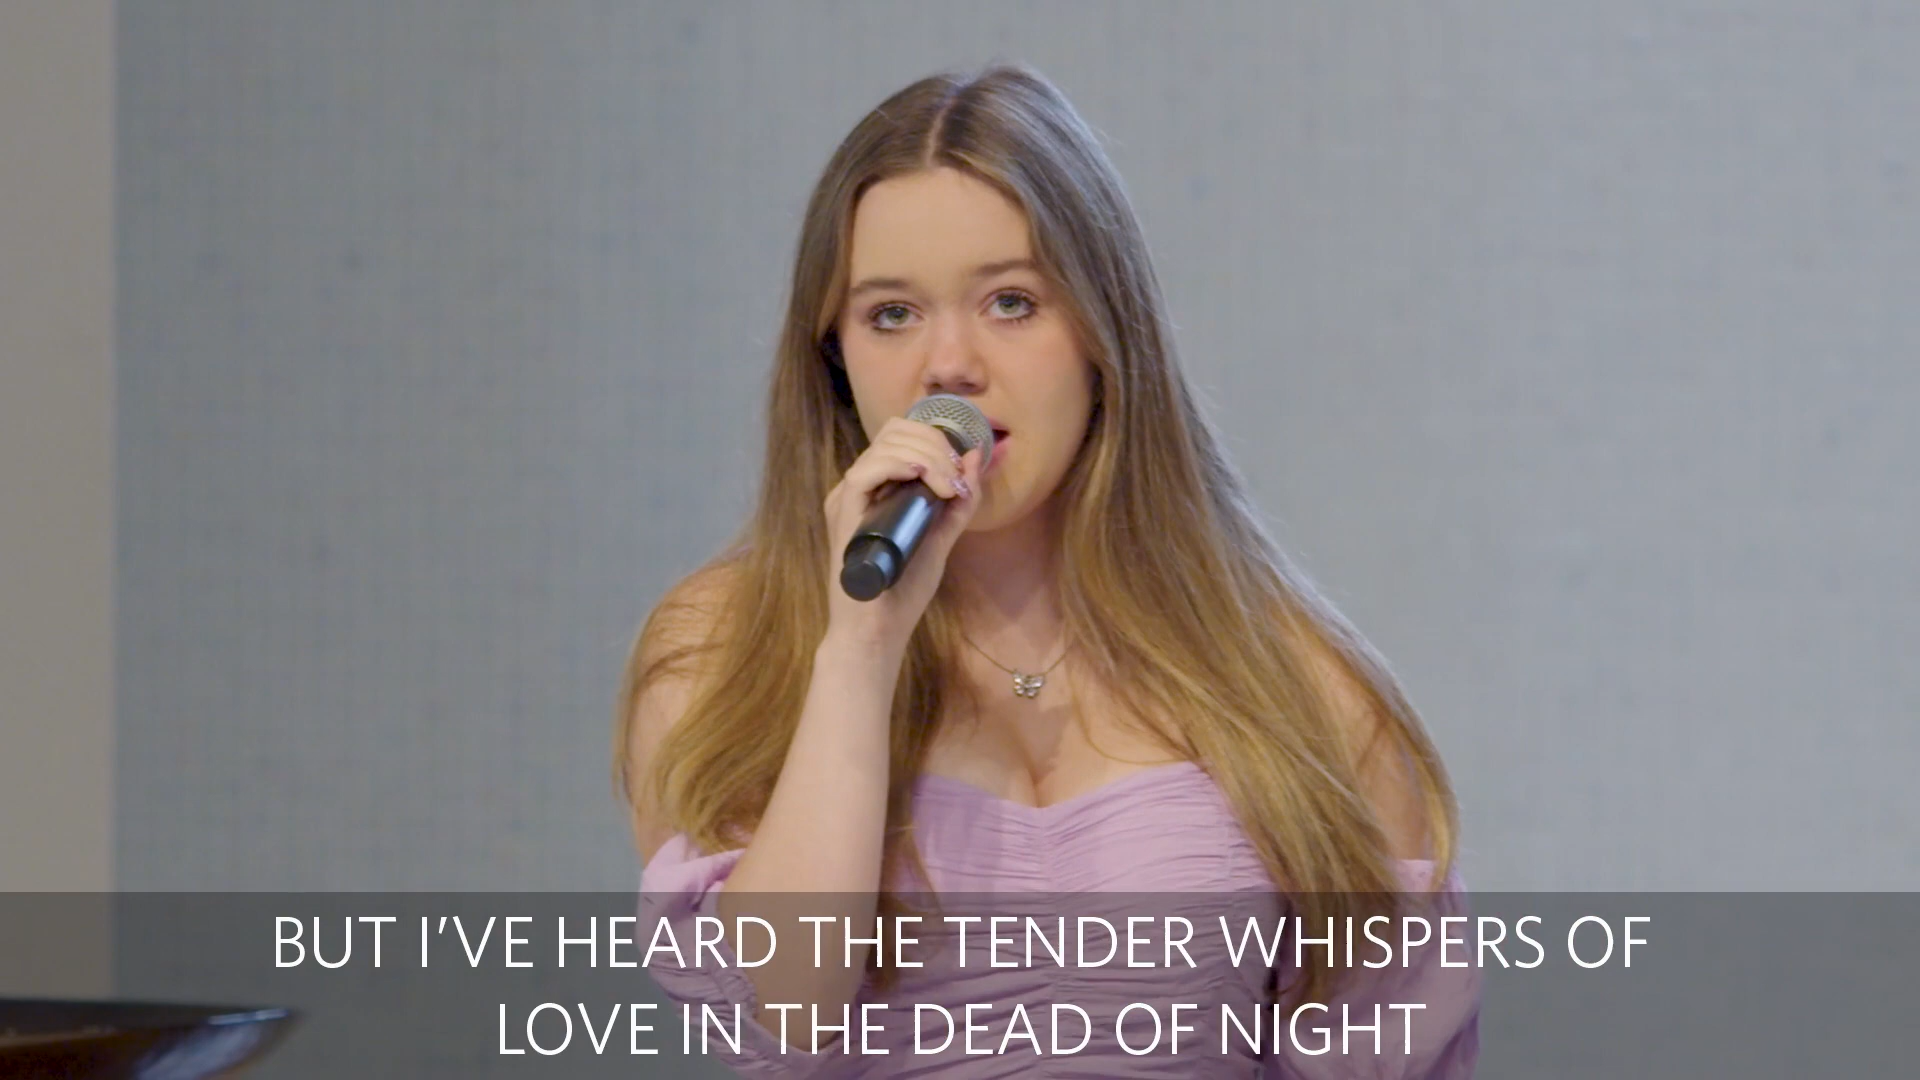 BUT I'VE HEARD THE TENDER WHISPERS OF
LOVE IN THE DEAD OF NIGHT